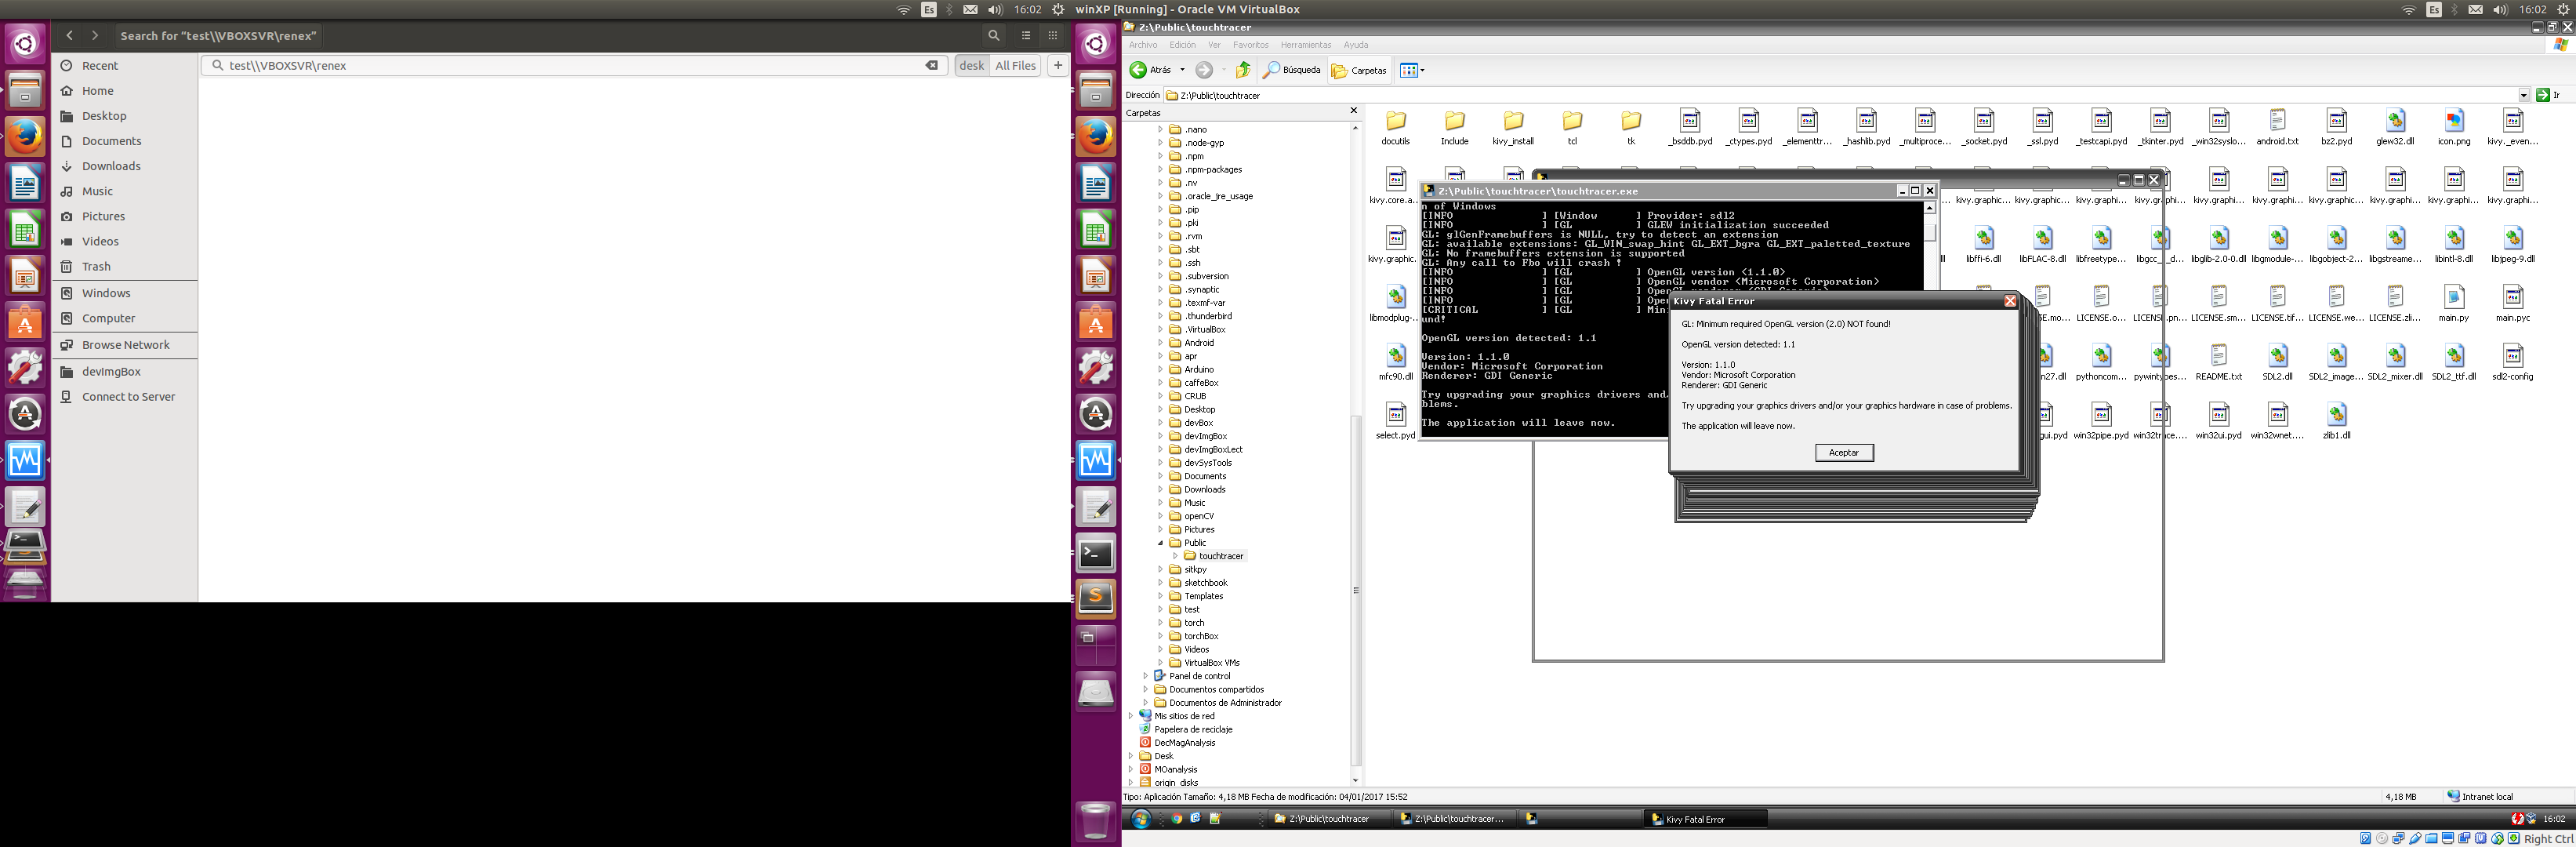 Es
16:02
winXP [Running] - Oracle VM VirtualBox
Es
16:02
Search for "test\\VBOXSVR\renex"
test\\VBOXSVR\renex
desk
All Files
Recent
Home
Desktop
Documents
Downloads
Music
Pictures
Videos
Trash
Windows
Computer
Browse Network
devImgBox
Connect to Server
Z:\Public\touchtracer
Archivo Edición Ver Favoritos Herramientas Ayuda
Atrás
Búsqueda
Carpetas
Dirección
Z:\Public\touchtracer
Ir
Carpetas
.nano
.node-gyp
.npm
.npm-packages
.nv
.oracle_jre_usage
.pip
.pki
.rvm
.sbt
.ssh
.subversion
.synaptic
.texmf-var
.thunderbird
.VirtualBox
Android
apr
Arduino
caffeBox
CRUB
Desktop
devBox
devImgBox
devImgBoxLect
devSysTools
Documents
Downloads
Music
openCV
Pictures
Public
touchtracer
sitkpy
sketchbook
Templates
test
torch
torchBox
Videos
VirtualBox VMs
Panel de control
Documentos compartidos
Documentos de Administrador
Mis sitios de red
Papelera de reciclaje
DecMagAnalysis
Desk
MOanalysis
origin_disks
docutils Include kivy_install tcl tk _bsddb.pyd _ctypes.pyd _elementtr... _hashlib.pyd _multiproce... _socket.pyd _ssl.pyd _testcapi.pyd _tkinter.pyd _win32syslo... android.txt bz2.pyd glew32.dll icon.png kivy._even...
kivy.core.a... kivy.graphi... kivy.graphi... kivy.graphi... kivy.graphi... kivy.graphi... kivy.graphi... kivy.graphi... kivy.graphi... kivy.graphi... kivy.graphi...
kivy.graphic... libffi-6.dll libFLAC-8.dll libfreetype... libgcc_._d... libglib-2.0-0.dll libgmodule-... libgobject-2... libgstreame... libintl-8.dll libjpeg-9.dll
libmodplug-... LICENSE.o... LICENSE.pn... LICENSE.sm... LICENSE.tif... LICENSE.we... LICENSE.zli... main.py main.pyc
mfc90.dll pythoncom... pywintypes... README.txt SDL2.dll SDL2_image... SDL2_mixer.dll SDL2_ttf.dll sdl2-config
select.pyd win32pipe.pyd win32trace.... win32ui.pyd win32wnet.... zlib1.dll
Z:\Public\touchtracer\touchtracer.exe
n of Windows
[INFO ] [Window ] Provider: sdl2
[INFO ] [GL ] GLEW initialization succeeded
GL: glGenFramebuffers is NULL, try to detect an extension
GL: available extensions: GL_WIN_swap_hint GL_EXT_bgra GL_EXT_paletted_texture
GL: No framebuffers extension is supported
GL: Any call to Fbo will crash !
[INFO ] [GL ] OpenGL version <1.1.0>
[INFO ] [GL ] OpenGL vendor <Microsoft Corporation>
[INFO ] [GL ] OpenGL renderer <GDI Generic>
[INFO ] [GL ] Ope
[CRITICAL ] [GL ] Min
und!
OpenGL version detected: 1.1
Version: 1.1.0
Vendor: Microsoft Corporation
Renderer: GDI Generic
Try upgrading your graphics drivers and/
blems.
The application will leave now.
Kivy Fatal Error
GL: Minimum required OpenGL version (2.0) NOT found!
OpenGL version detected: 1.1
Version: 1.1.0
Vendor: Microsoft Corporation
Renderer: GDI Generic
Try upgrading your graphics drivers and/or your graphics hardware in case of problems.
The application will leave now.
Aceptar
Tipo: Aplicación Tamaño: 4,18 MB Fecha de modificación: 04/01/2017 15:52
4,18 MB
Intranet local
Z:\Public\touchtracer
Z:\Public\touchtracer...
Kivy Fatal Error
16:02
Right Ctrl